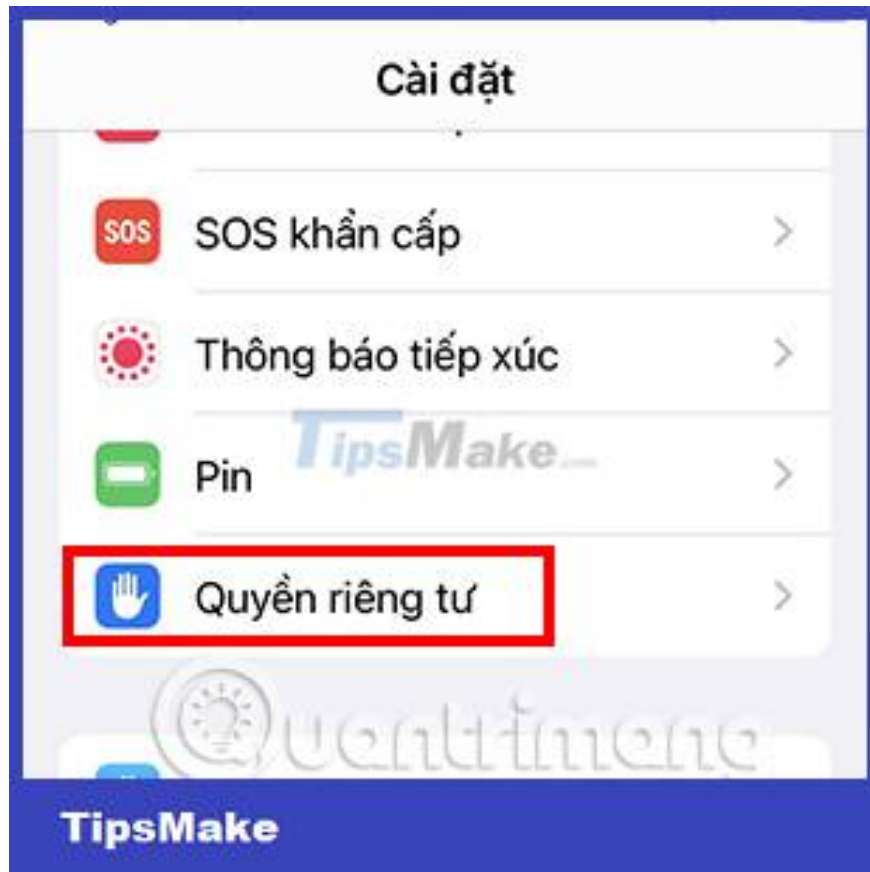 Cài đặt
SOS SOS khẩn cấp
Thông báo tiếp xúc
TipsMake
Pin
Quyền riêng tư
Quantrimang
TipsMake